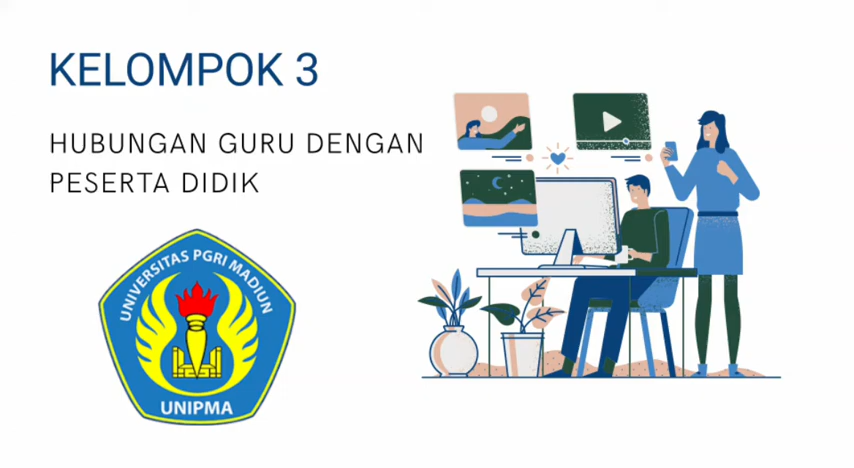 KELOMPOK 3
HUBUNGAN GURU DENGAN
PESERTA DIDIK
UNIVERSITAS PGRI MADIUN
UNIPMA